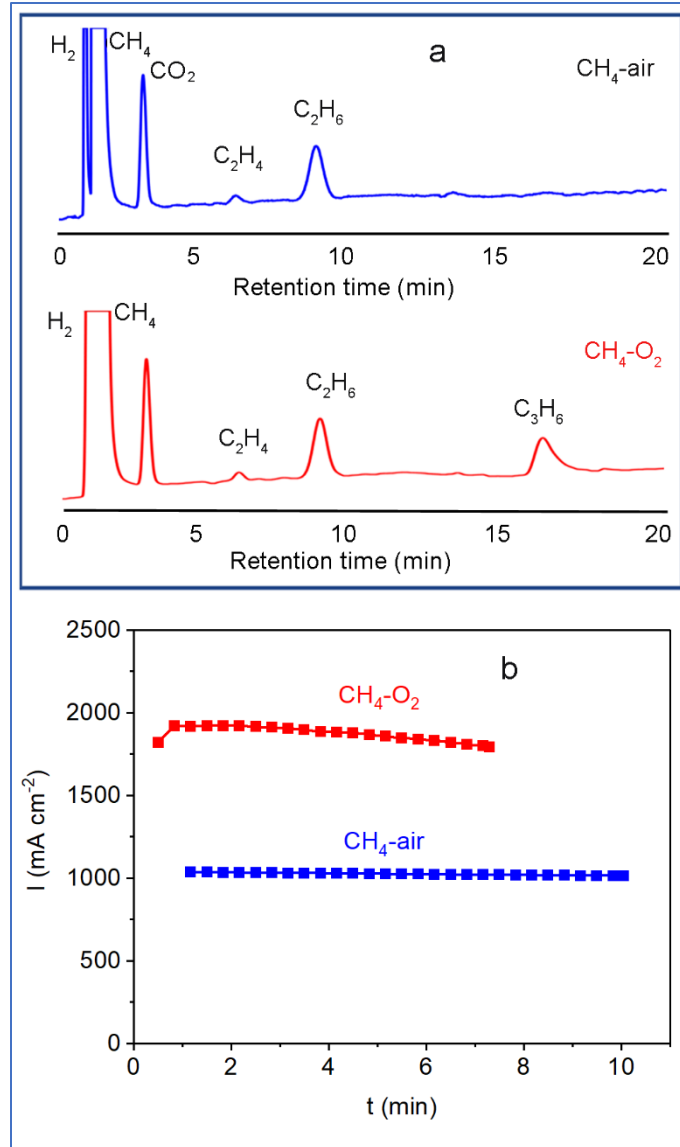 a
H₂ CH₄
CO₂
CH₄-air
C₂H₄
C₂H₆
0 5 10 15 20
Retention time (min)
H₂
CH₄
CH₄-O₂
C₂H₄
C₂H₆
C₃H₆
0 5 10 15 20
Retention time (min)
b
2500
2000
1500
1000
500
0
I (mA cm⁻²)
CH₄-O₂
CH₄-air
2 4 6 8 10
t (min)